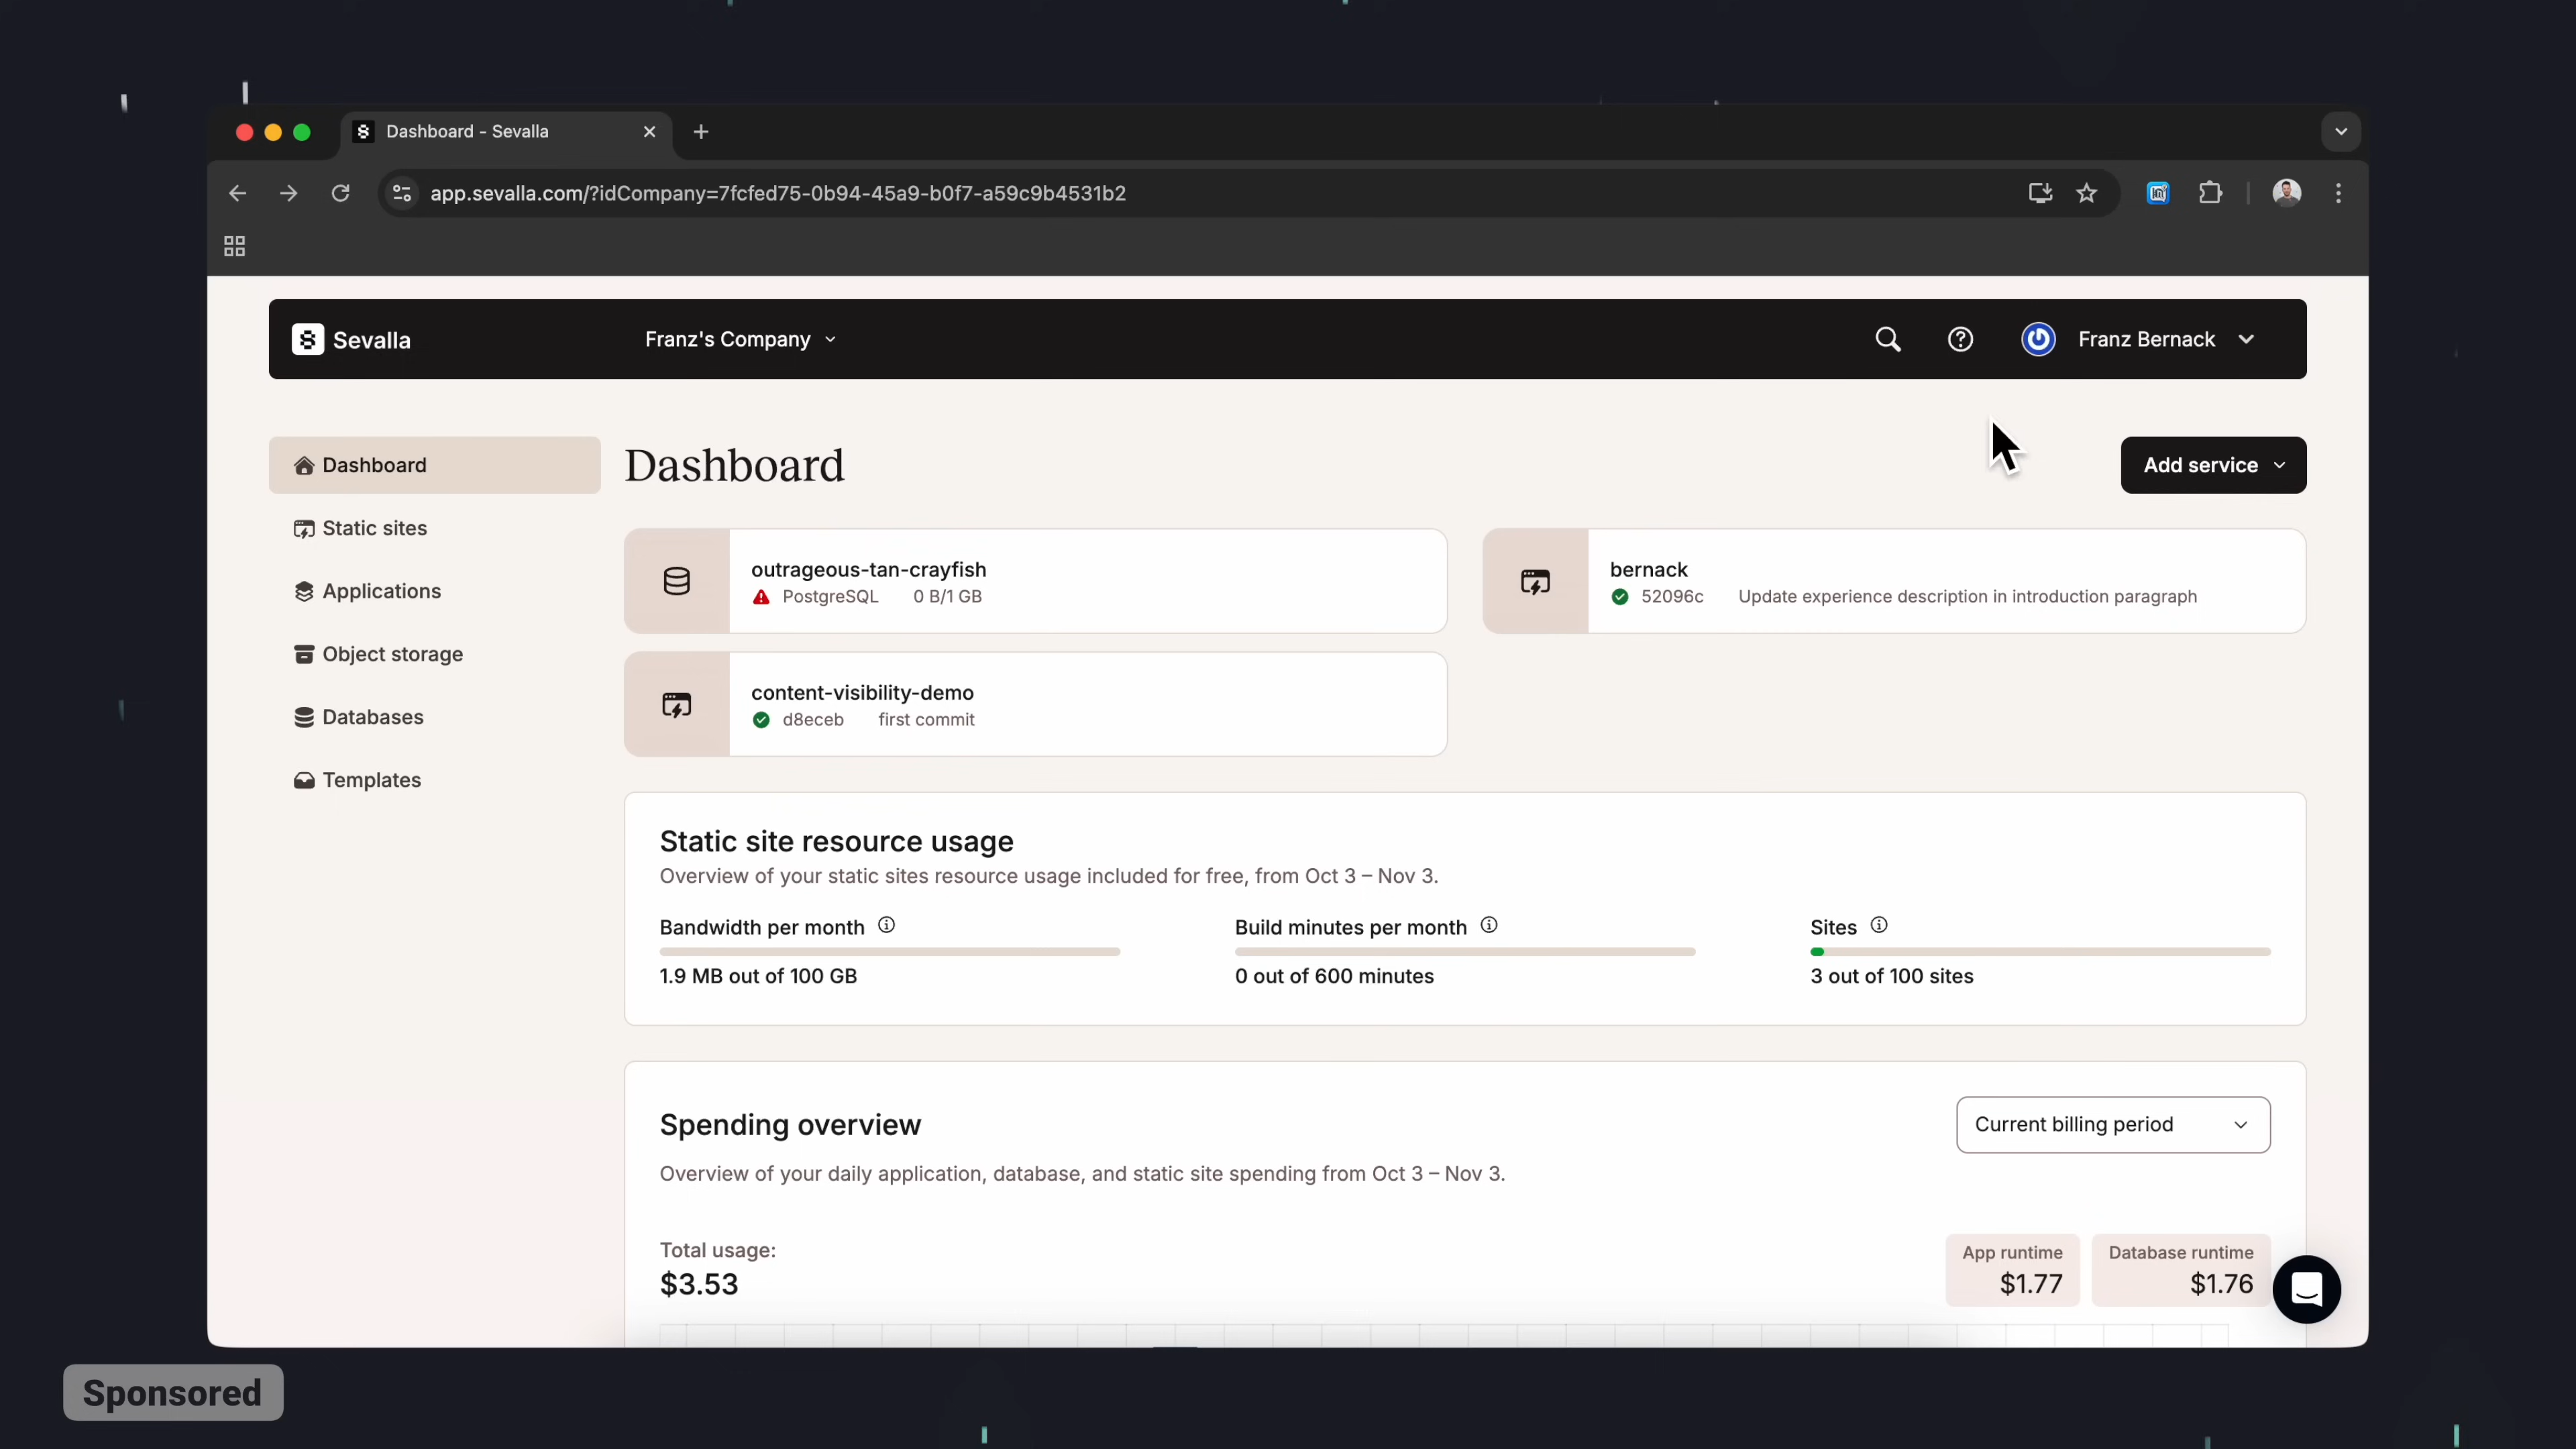 Dashboard - Sevalla
app.sevalla.com/?idCompany=7fcfed75-0b94-45a9-b0f7-a59c9b4531b2
Sevalla
Franz's Company
Franz Bernack
Dashboard
Static sites
Applications
Object storage
Databases
Templates
Dashboard
Add service
outrageous-tan-crayfish
PostgreSQL 0 B/1 GB
bernack
52096c Update experience description in introduction paragraph
content-visibility-demo
d8eceb first commit
Static site resource usage
Overview of your static sites resource usage included for free, from Oct 3 – Nov 3.
Bandwidth per month
1.9 MB out of 100 GB
Build minutes per month
0 out of 600 minutes
Sites
3 out of 100 sites
Spending overview
Current billing period
Overview of your daily application, database, and static site spending from Oct 3 – Nov 3.
Total usage:
$3.53
App runtime
$1.77
Database runtime
$1.76
Sponsored